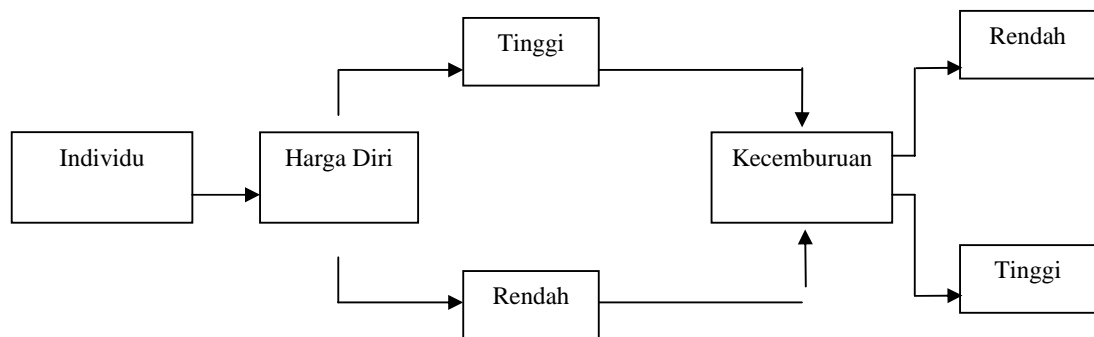 Tinggi
Rendah
Individu
Harga Diri
Kecemburuan
Rendah
Tinggi